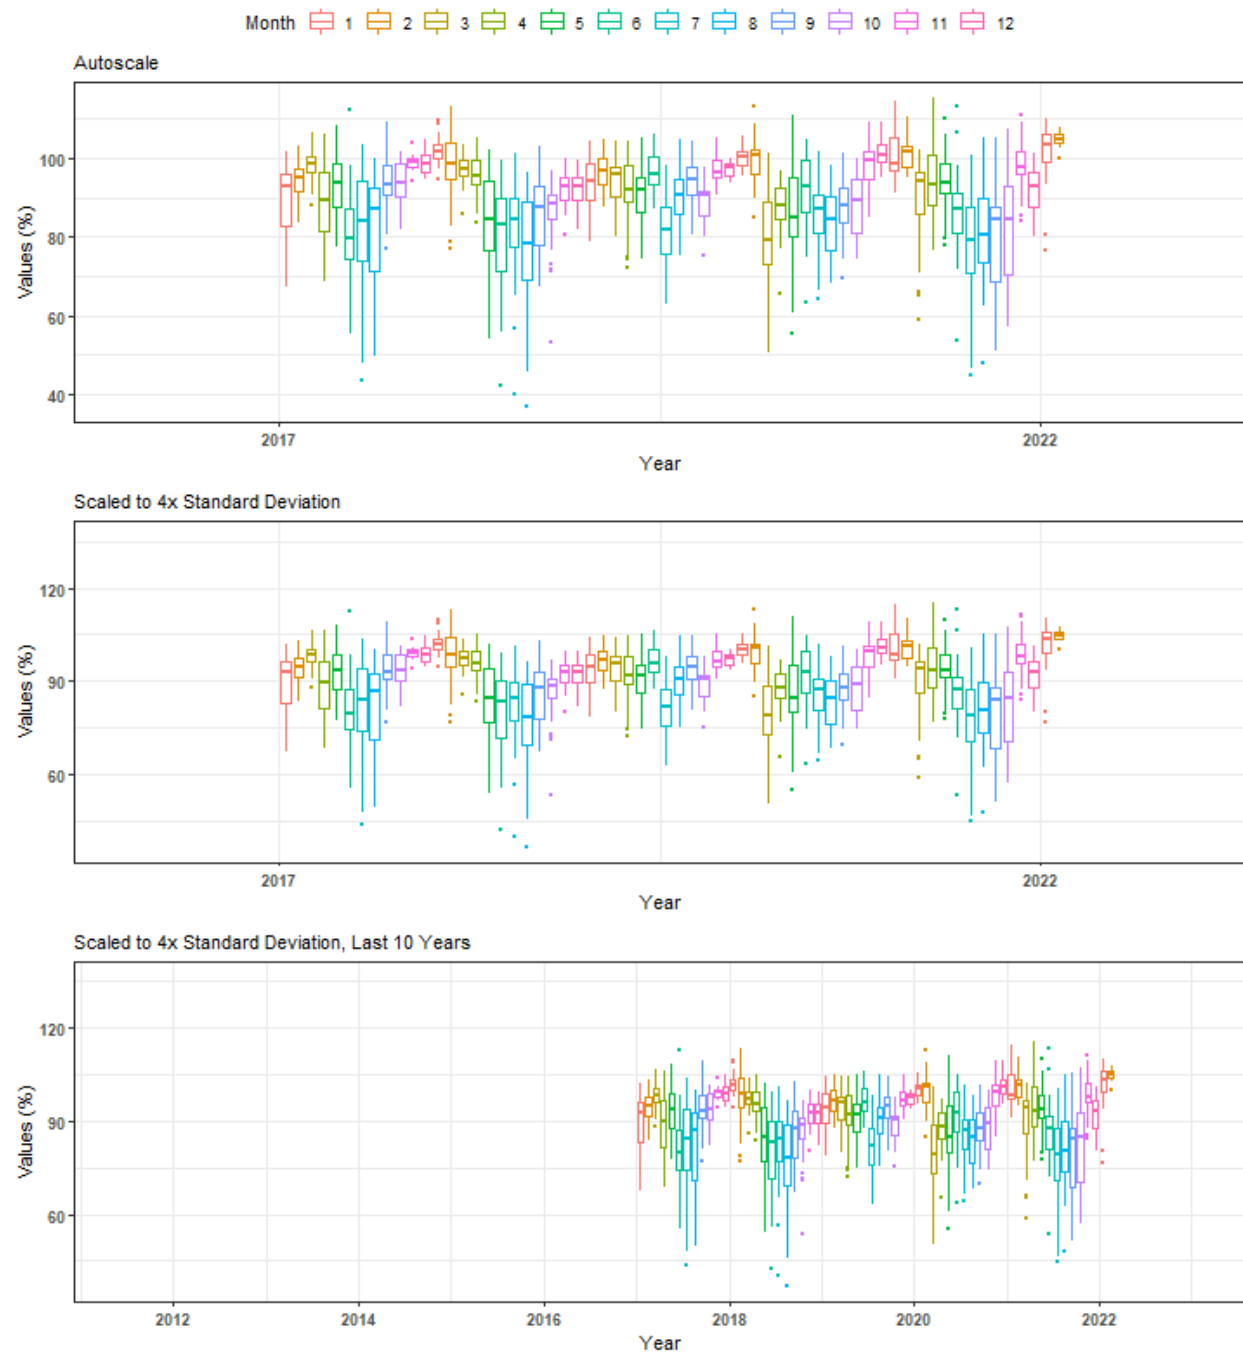 Month 1 2 3 4 5 6 7 8 9 10 11 12
Autoscale
Values (%)
100
80
60
40
2017 2022
Year
Scaled to 4x Standard Deviation
Values (%)
120
90
60
2017 2022
Year
Scaled to 4x Standard Deviation, Last 10 Years
Values (%)
120
90
60
2012 2014 2016 2018 2020 2022
Year